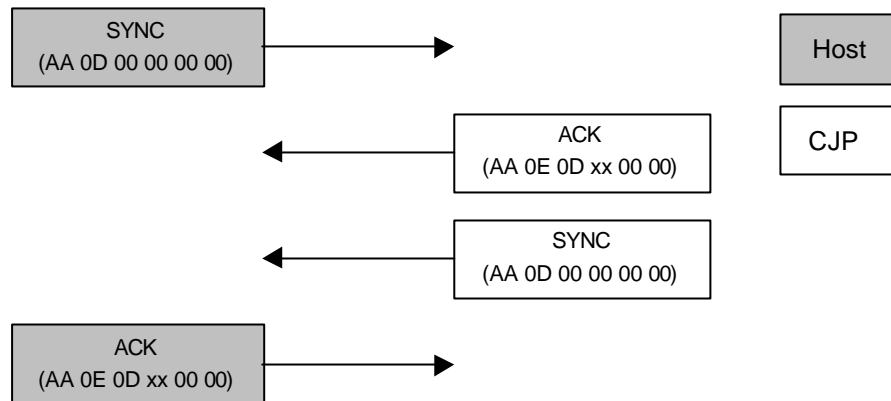 SYNC
(AA 0D 00 00 00 00)
Host
ACK
(AA 0E 0D xx 00 00)
CJP
SYNC
(AA 0D 00 00 00 00)
ACK
(AA 0E 0D xx 00 00)